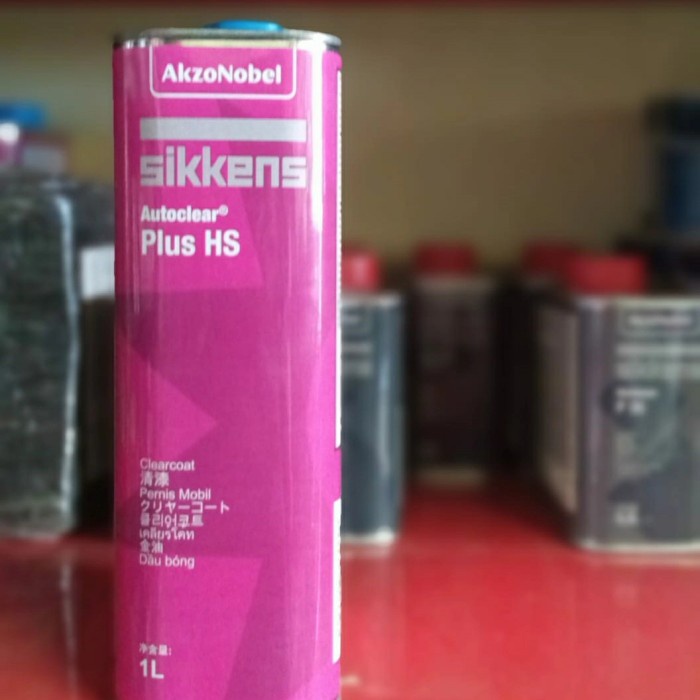 AkzoNobel
sikkens
Autoclear®
Plus HS
Clearcoat
清漆
Pernis Mobil
クリヤーコート
클리어코트
เคลียร์โค้ท
金油
Dầu bóng
净含量:
1L
AkzoNobel